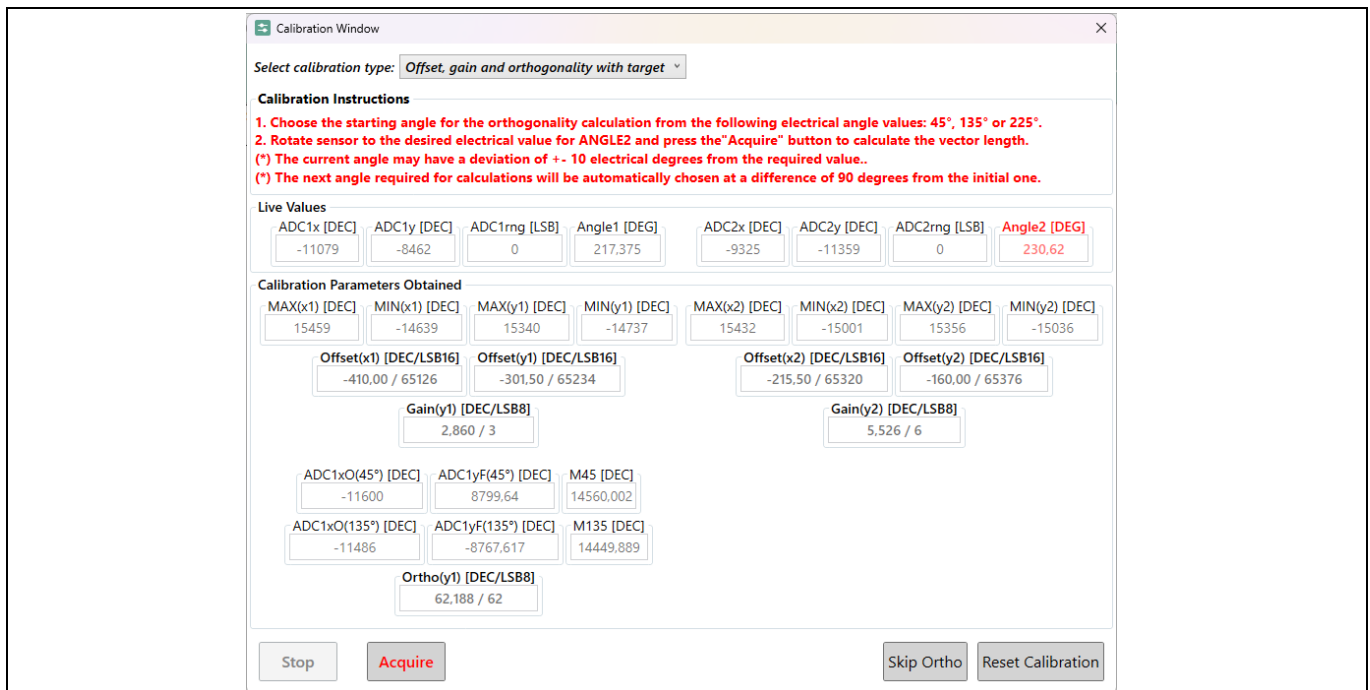 Calibration Window
Select calibration type: Offset, gain and orthogonality with target
Calibration Instructions
1. Choose the starting angle for the orthogonality calculation from the following electrical angle values: 45°, 135° or 225°.
2. Rotate sensor to the desired electrical value for ANGLE2 and press the"Acquire" button to calculate the vector length.
(*) The current angle may have a deviation of +- 10 electrical degrees from the required value..
(*) The next angle required for calculations will be automatically chosen at a difference of 90 degrees from the initial one.
Live Values
ADC1x [DEC] ADC1y [DEC] ADC1rng [LSB] Angle1 [DEG] ADC2x [DEC] ADC2y [DEC] ADC2rng [LSB] Angle2 [DEG]
-11079 -8462 0 217,375 -9325 -11359 0 230,62
Calibration Parameters Obtained
MAX(x1) [DEC] MIN(x1) [DEC] MAX(y1) [DEC] MIN(y1) [DEC] MAX(x2) [DEC] MIN(x2) [DEC] MAX(y2) [DEC] MIN(y2) [DEC]
15459 -14639 15340 -14737 15432 -15001 15356 -15036
Offset(x1) [DEC/LSB16] Offset(y1) [DEC/LSB16] Offset(x2) [DEC/LSB16] Offset(y2) [DEC/LSB16]
-410,00 / 65126 -301,50 / 65234 -215,50 / 65320 -160,00 / 65376
Gain(y1) [DEC/LSB8] Gain(y2) [DEC/LSB8]
2,860 / 3 5,526 / 6
ADC1xO(45°) [DEC] ADC1yF(45°) [DEC] M45 [DEC]
-11600 8799,64 14560,002
ADC1xO(135°) [DEC] ADC1yF(135°) [DEC] M135 [DEC]
-11486 -8767,617 14449,889
Ortho(y1) [DEC/LSB8]
62,188 / 62
Stop Acquire Skip Ortho Reset Calibration